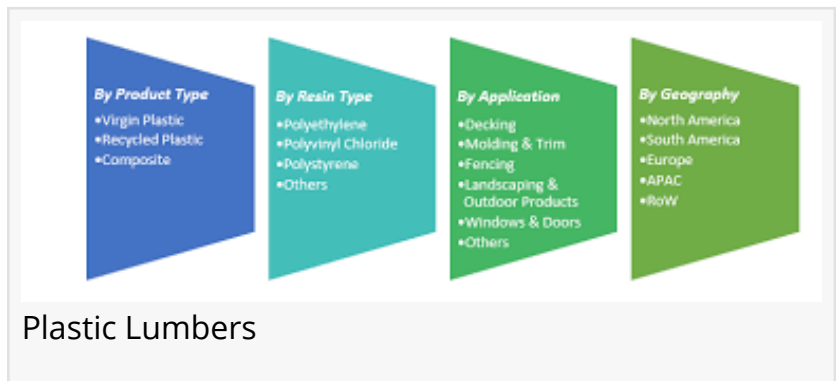 By Product Type
•Virgin Plastic
•Recycled Plastic
•Composite
By Resin Type
•Polyethylene
•Polyvinyl Chloride
•Polystyrene
•Others
By Application
•Decking
•Molding & Trim
•Fencing
•Landscaping &
Outdoor Products
•Windows & Doors
•Others
By Geography
•North America
•South America
•Europe
•APAC
•RoW
Plastic Lumbers